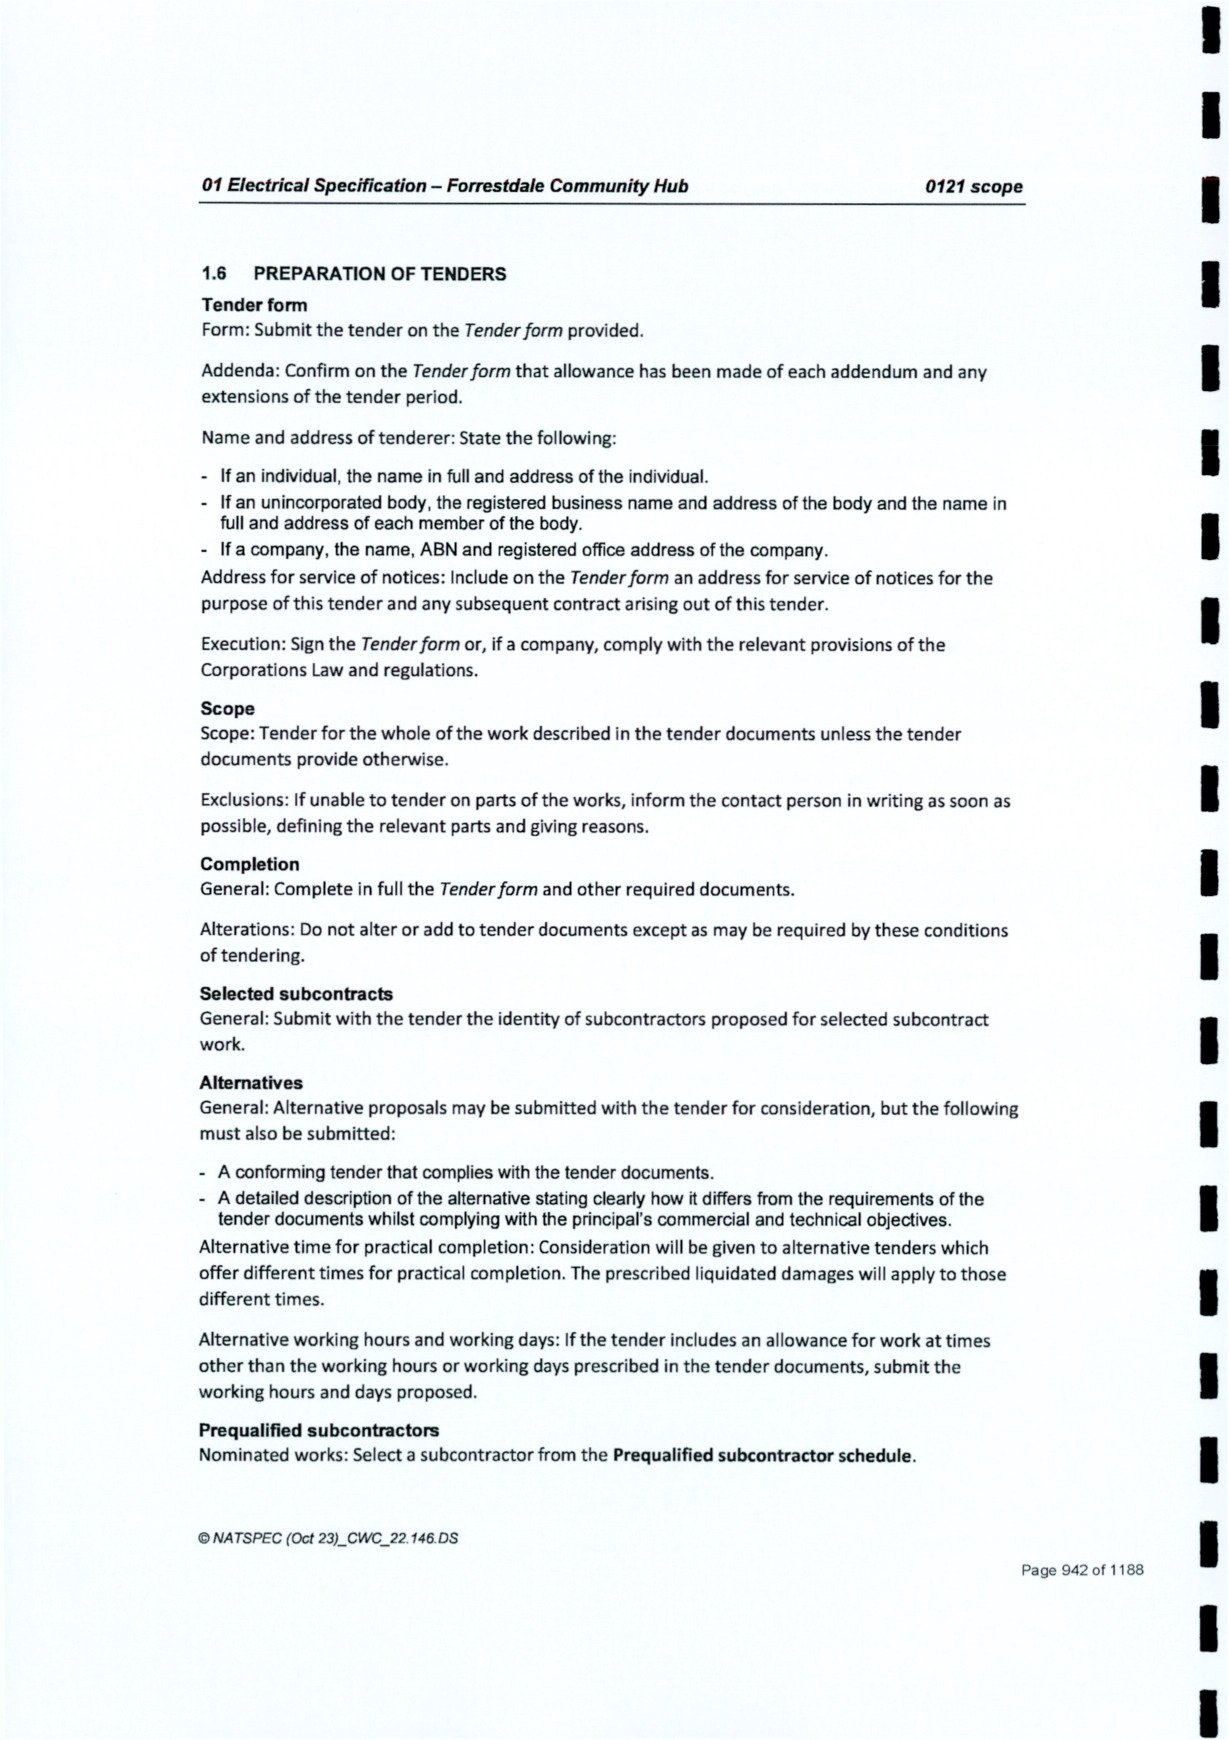 01 Electrical Specification – Forrestdale Community Hub 0121 scope
1.6 PREPARATION OF TENDERS
Tender form
Form: Submit the tender on the Tender form provided.
Addenda: Confirm on the Tender form that allowance has been made of each addendum and any
extensions of the tender period.
Name and address of tenderer: State the following:
- If an individual, the name in full and address of the individual.
- If an unincorporated body, the registered business name and address of the body and the name in
full and address of each member of the body.
- If a company, the name, ABN and registered office address of the company.
Address for service of notices: Include on the Tender form an address for service of notices for the
purpose of this tender and any subsequent contract arising out of this tender.
Execution: Sign the Tender form or, if a company, comply with the relevant provisions of the
Corporations Law and regulations.
Scope
Scope: Tender for the whole of the work described in the tender documents unless the tender
documents provide otherwise.
Exclusions: If unable to tender on parts of the works, inform the contact person in writing as soon as
possible, defining the relevant parts and giving reasons.
Completion
General: Complete in full the Tender form and other required documents.
Alterations: Do not alter or add to tender documents except as may be required by these conditions
of tendering.
Selected subcontracts
General: Submit with the tender the identity of subcontractors proposed for selected subcontract
work.
Alternatives
General: Alternative proposals may be submitted with the tender for consideration, but the following
must also be submitted:
- A conforming tender that complies with the tender documents.
- A detailed description of the alternative stating clearly how it differs from the requirements of the
tender documents whilst complying with the principal's commercial and technical objectives.
Alternative time for practical completion: Consideration will be given to alternative tenders which
offer different times for practical completion. The prescribed liquidated damages will apply to those
different times.
Alternative working hours and working days: If the tender includes an allowance for work at times
other than the working hours or working days prescribed in the tender documents, submit the
working hours and days proposed.
Prequalified subcontractors
Nominated works: Select a subcontractor from the Prequalified subcontractor schedule.
© NATSPEC (Oct 23)_CWC_22.146.DS
Page 942 of 1188